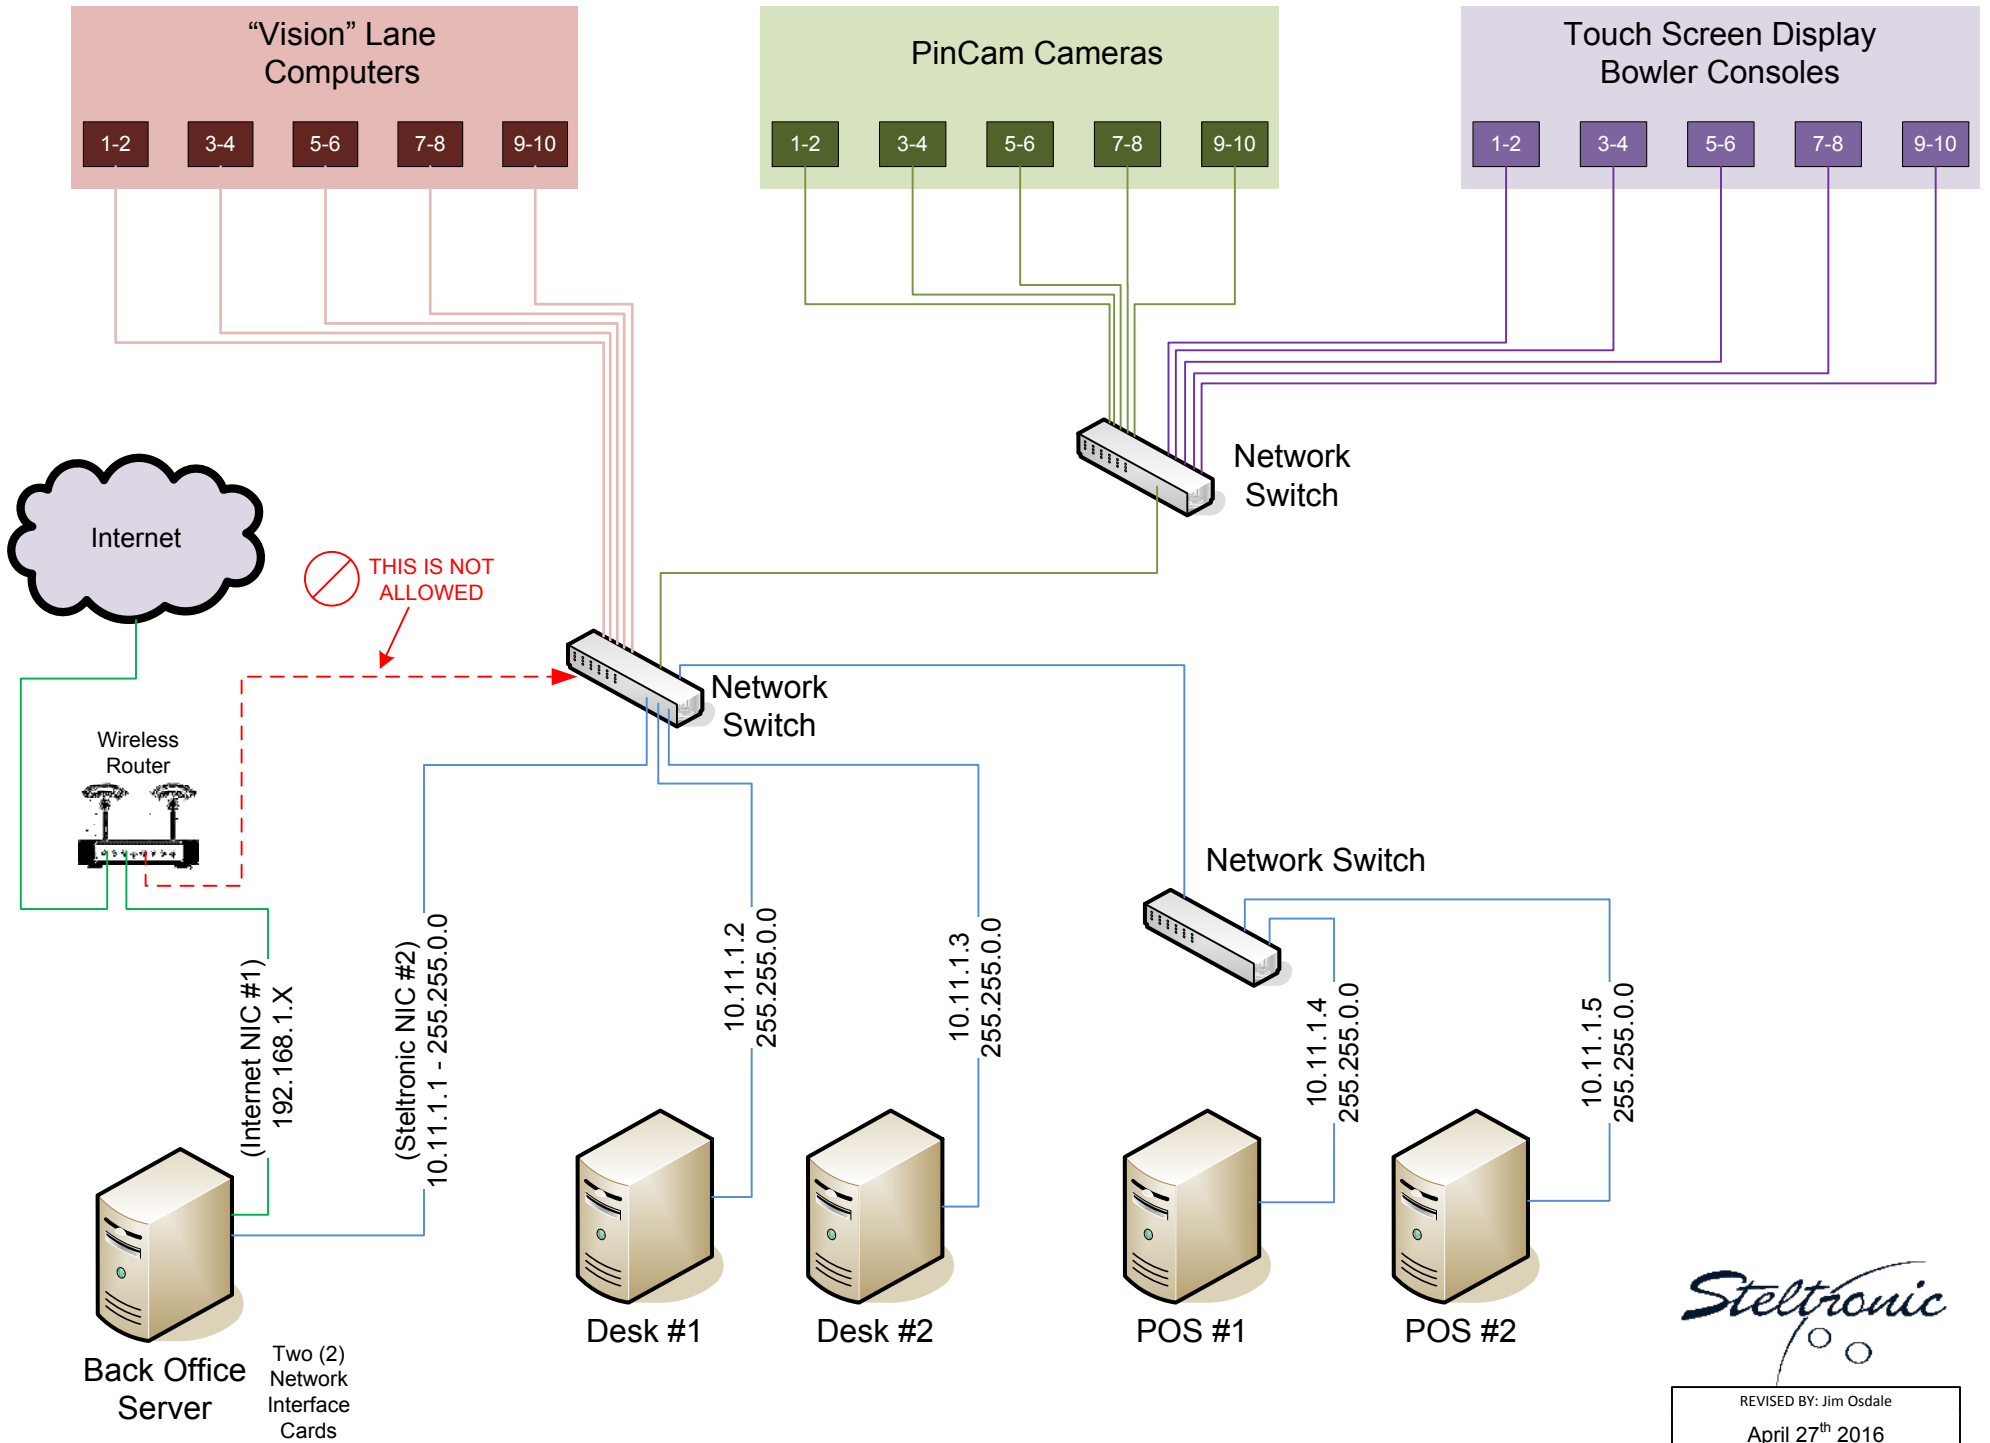 “Vision” Lane
Computers
1-2
3-4
5-6
7-8
9-10
PinCam Cameras
1-2
3-4
5-6
7-8
9-10
Touch Screen Display
Bowler Consoles
1-2
3-4
5-6
7-8
9-10
Network
Switch
Internet
THIS IS NOT
ALLOWED
Network
Switch
Wireless
Router
Network Switch
(Internet NIC #1)
192.168.1.X
(Steltronic NIC #2)
10.11.1.1 - 255.255.0.0
10.11.1.2
255.255.0.0
10.11.1.3
255.255.0.0
10.11.1.4
255.255.0.0
10.11.1.5
255.255.0.0
Back Office
Server
Two (2)
Network
Interface
Cards
Desk #1
Desk #2
POS #1
POS #2
Steltronic
REVISED BY: Jim Osdale
April 27th 2016